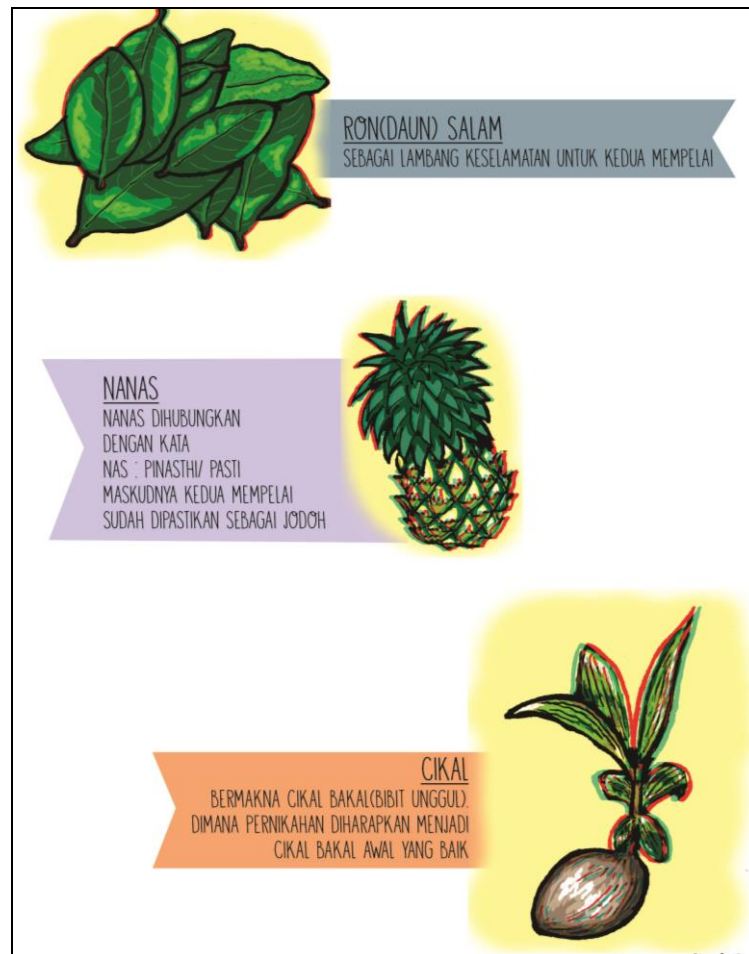 RON(DAUN) SALAM
SEBAGAI LAMBANG KESELAMATAN UNTUK KEDUA MEMPELAI
NANAS
NANAS DIHUBUNGKAN
DENGAN KATA
NAS : PINASTHI/ PASTI
MASKUDNYA KEDUA MEMPELAI
SUDAH DIPASTIKAN SEBAGAI JODOH
CIKAL
BERMAKNA CIKAL BAKAL(BIBIT UNGGUL).
DIMANA PERNIKAHAN DIHARAPKAN MENJADI
CIKAL BAKAL AWAL YANG BAIK